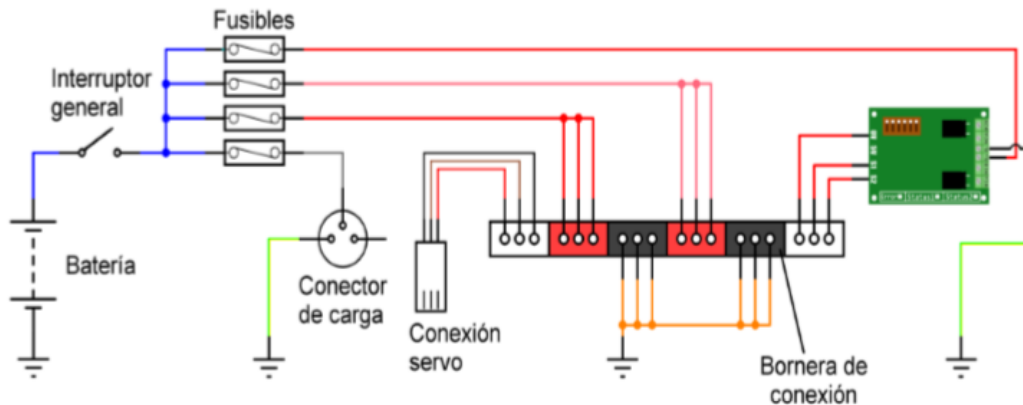 Fusibles
Interruptor
general
Batería
Conector
de carga
Conexión
servo
Bornera de
conexión